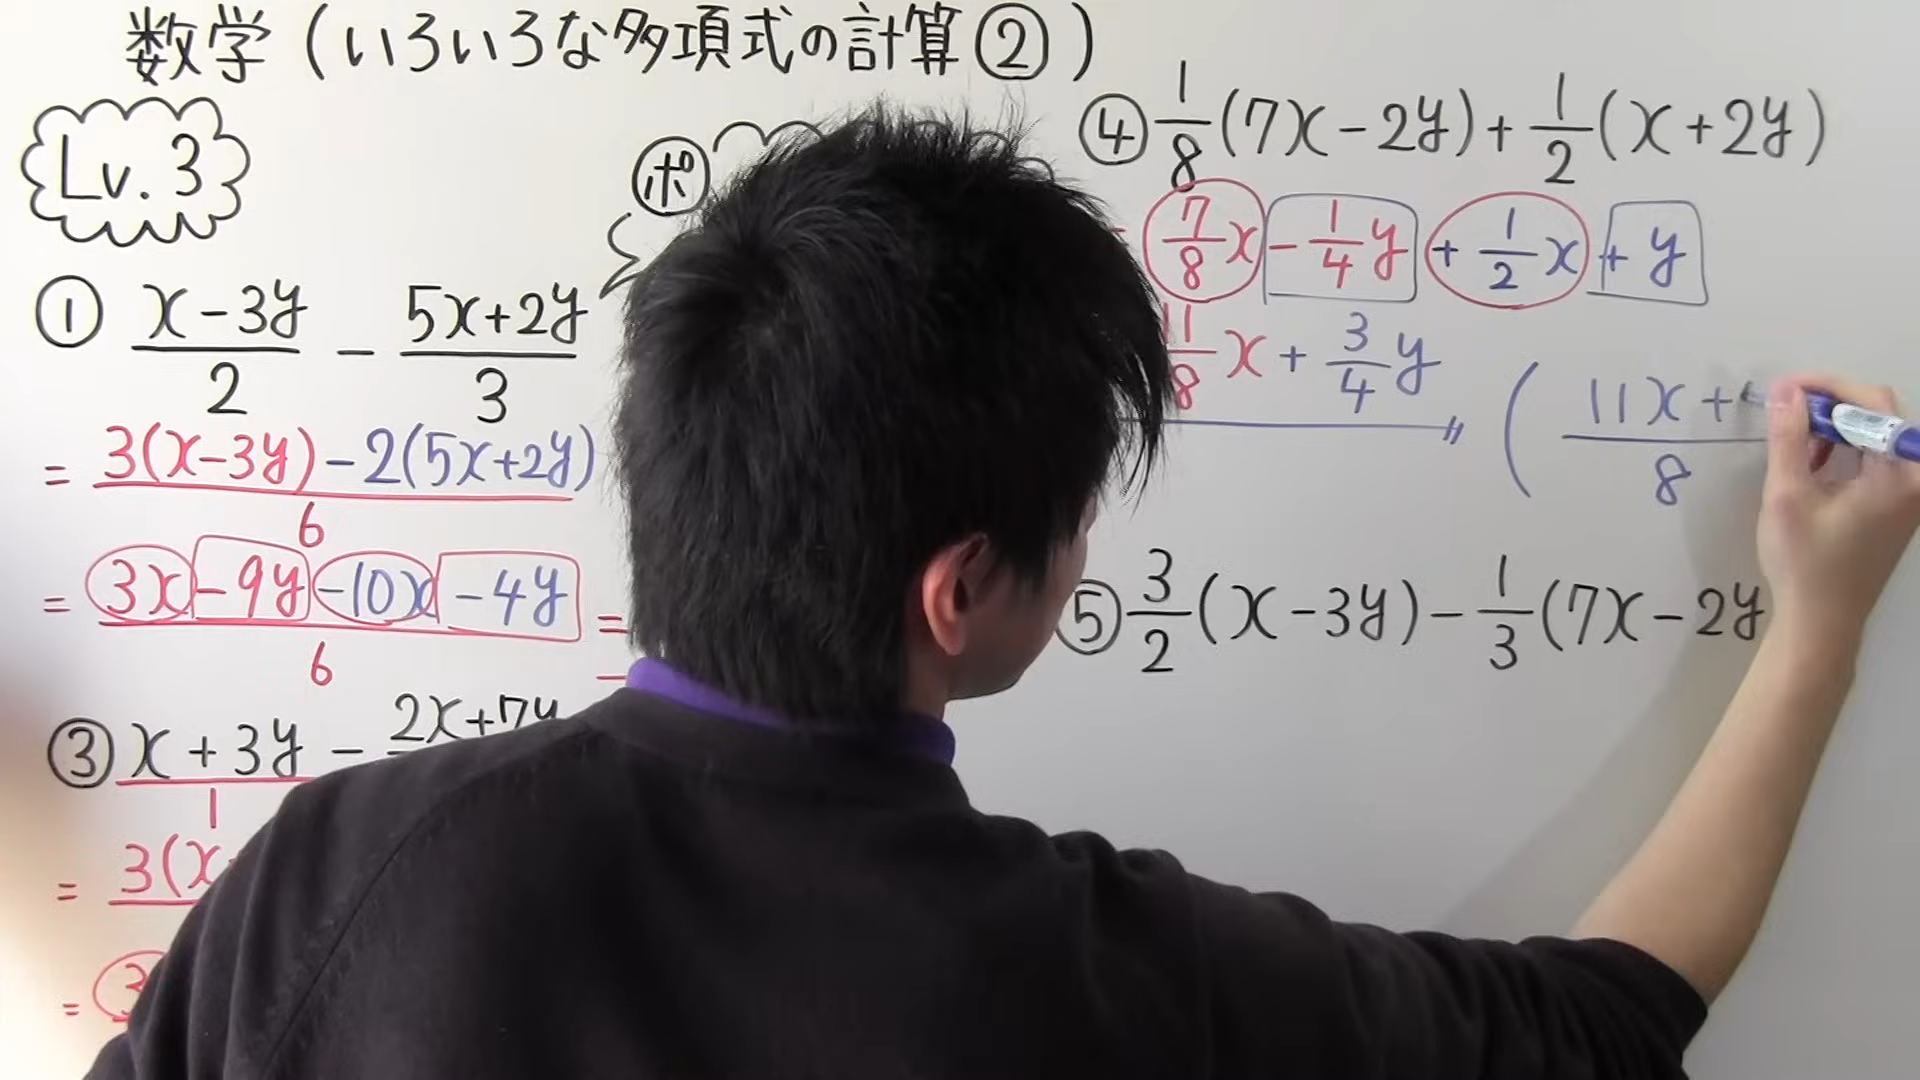 数学(いろいろな多項式の計算②)
Lv. 3
ポ
① x-3y/2 - 5x+2y/3
= 3(x-3y)-2(5x+2y)/6
= 3x-9y-10x-4y/6 =
③ x+3y/1 - 2x+7y
= 3(x
= 3
④ 1/8(7x-2y)+1/2(x+2y)
7/8x-1/4y+1/2x+y
11/8x+3/4y (11x+/8
⑤ 3/2(x-3y)-1/3(7x-2y